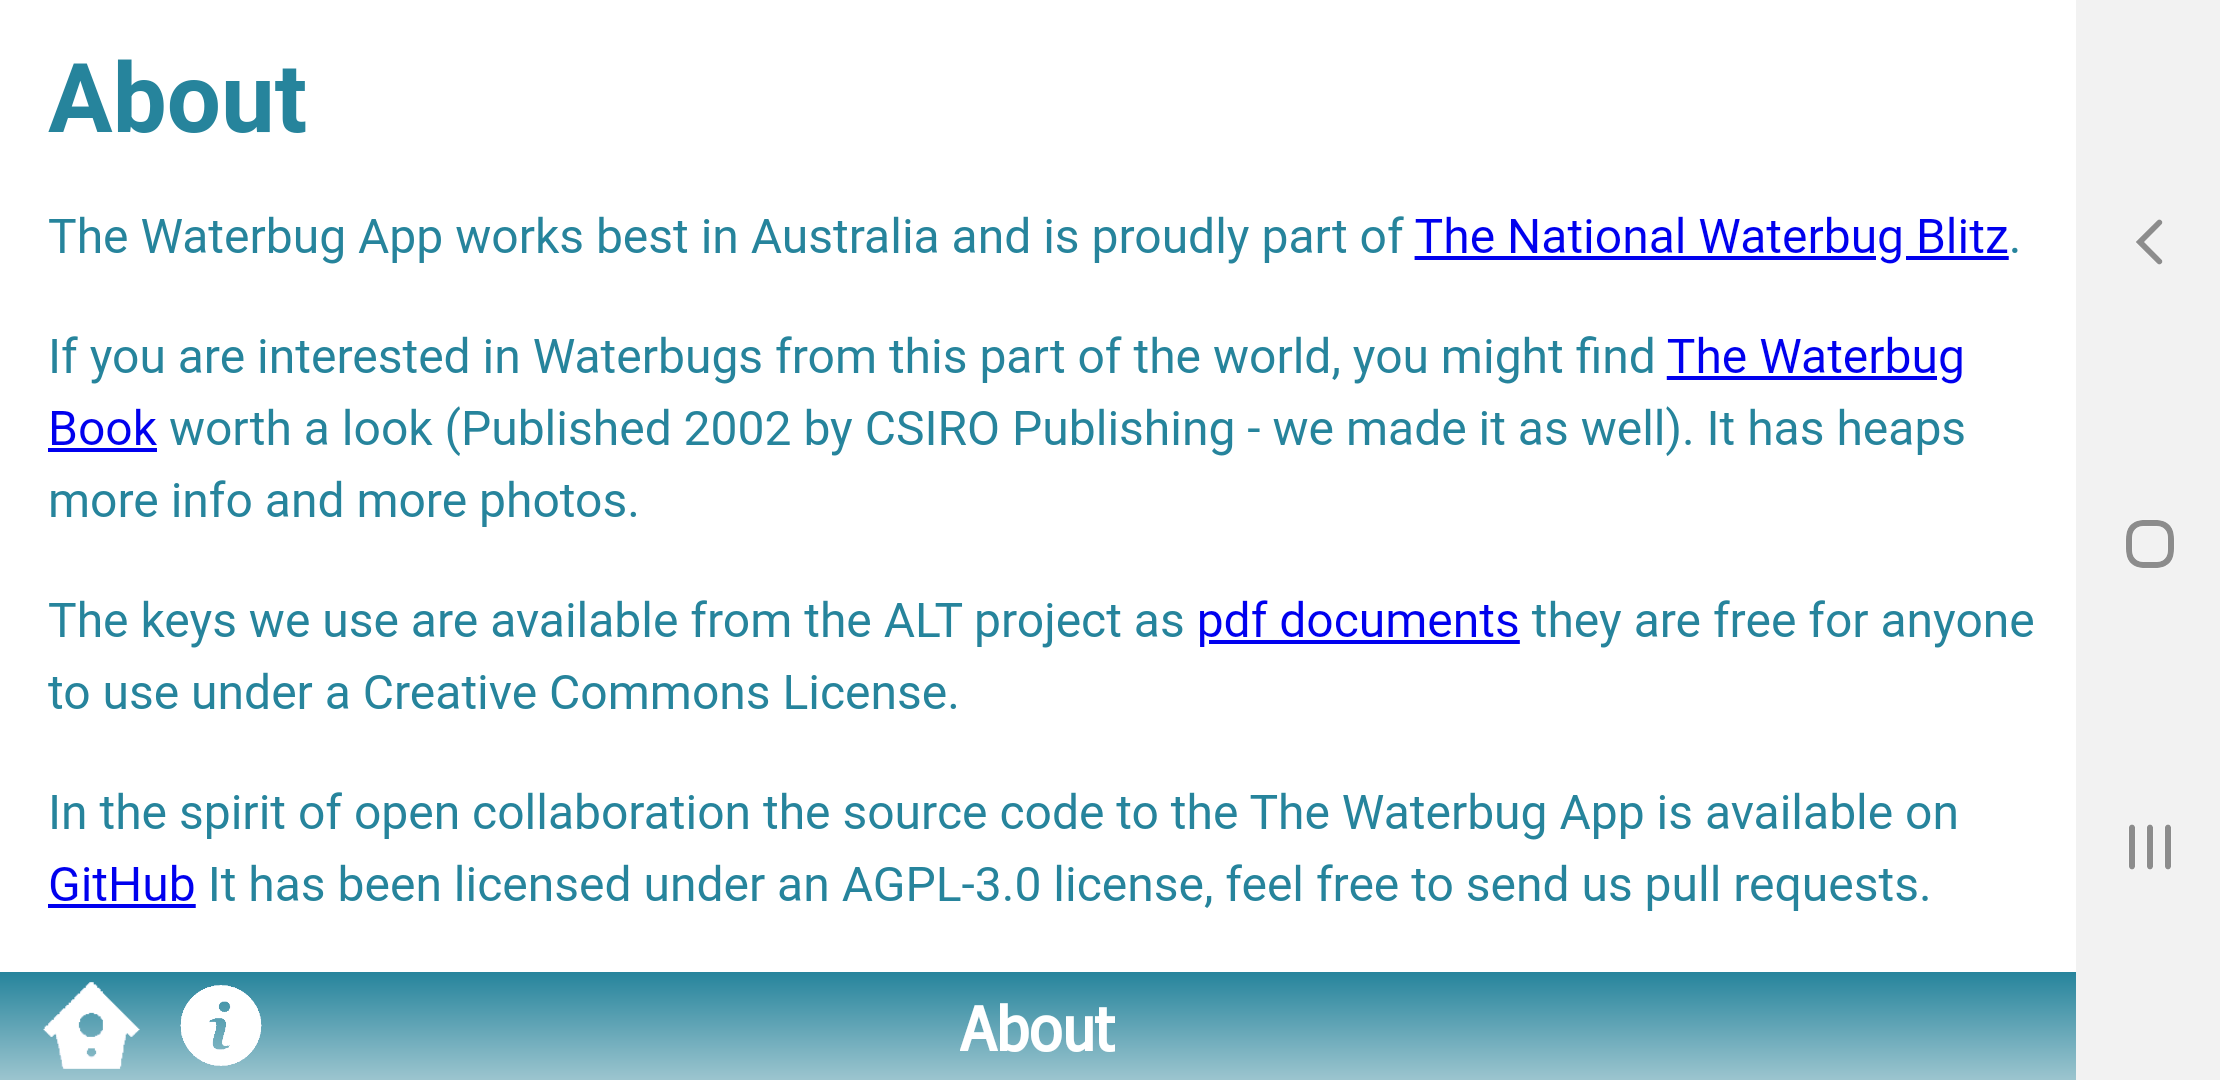 About
The Waterbug App works best in Australia and is proudly part of The National Waterbug Blitz.
If you are interested in Waterbugs from this part of the world, you might find The Waterbug
Book worth a look (Published 2002 by CSIRO Publishing - we made it as well). It has heaps
more info and more photos.
The keys we use are available from the ALT project as pdf documents they are free for anyone
to use under a Creative Commons License.
In the spirit of open collaboration the source code to the The Waterbug App is available on
GitHub It has been licensed under an AGPL-3.0 license, feel free to send us pull requests.
About